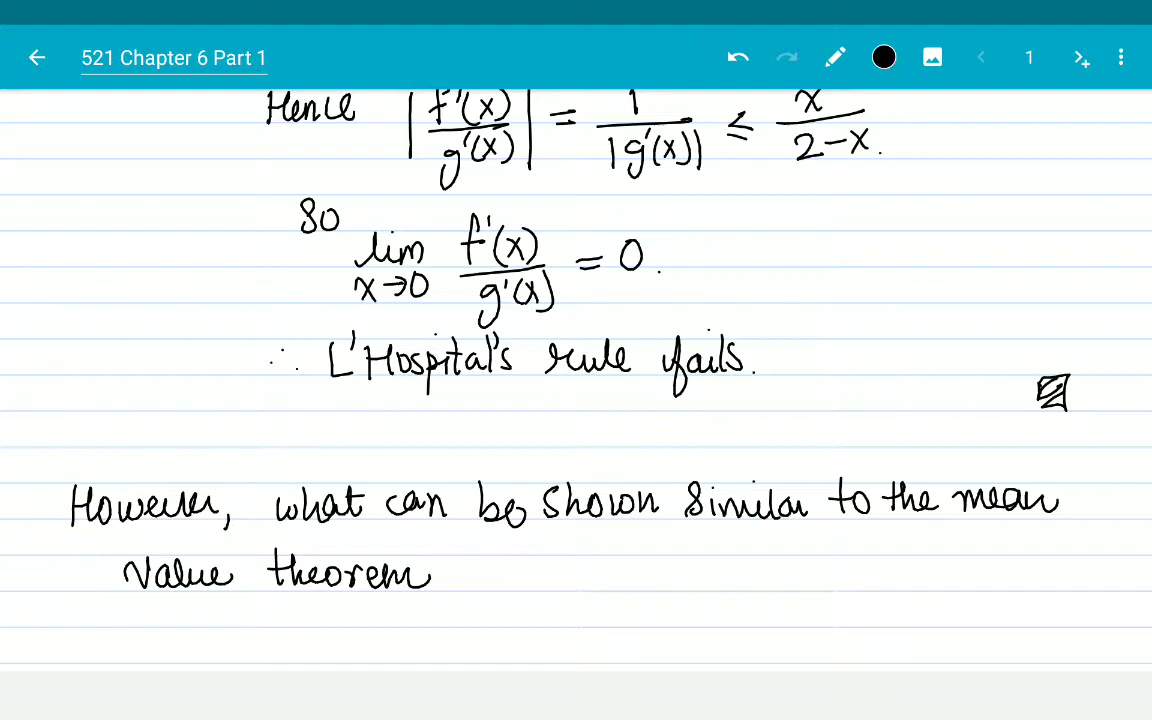 521 Chapter 6 Part 1
1
Hence |f'(x)/g'(x)| = 1/|g'(x)| ≤ x/2-x.
So
lim x→0 f'(x)/g'(x) = 0.
∴ L'Hospital's rule fails.
However, what can be shown similar to the mean
value theorem